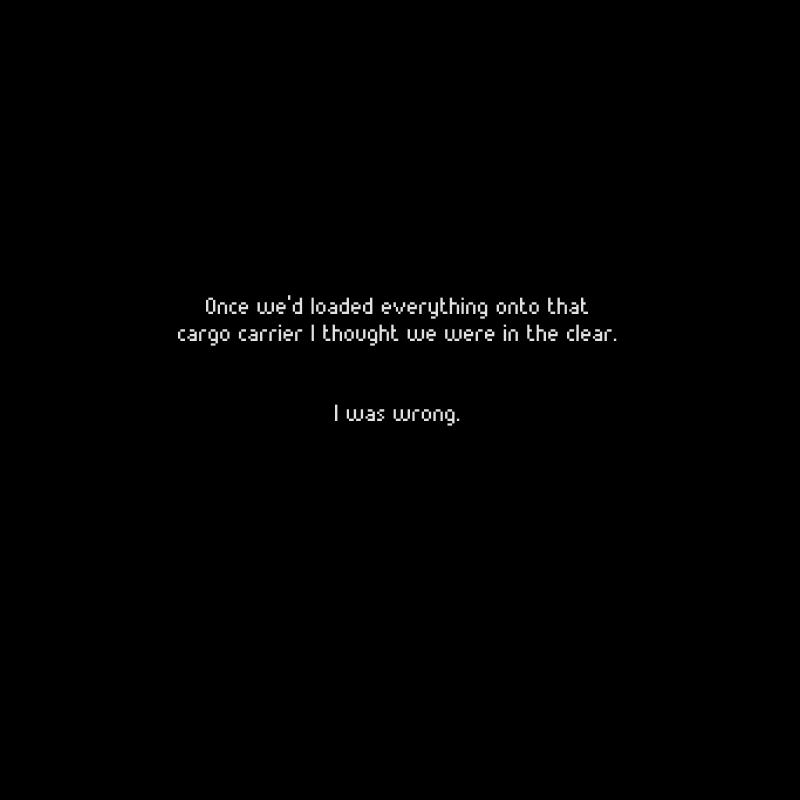 Once we'd loaded everything onto that
cargo carrier I thought we were in the clear.
I was wrong.